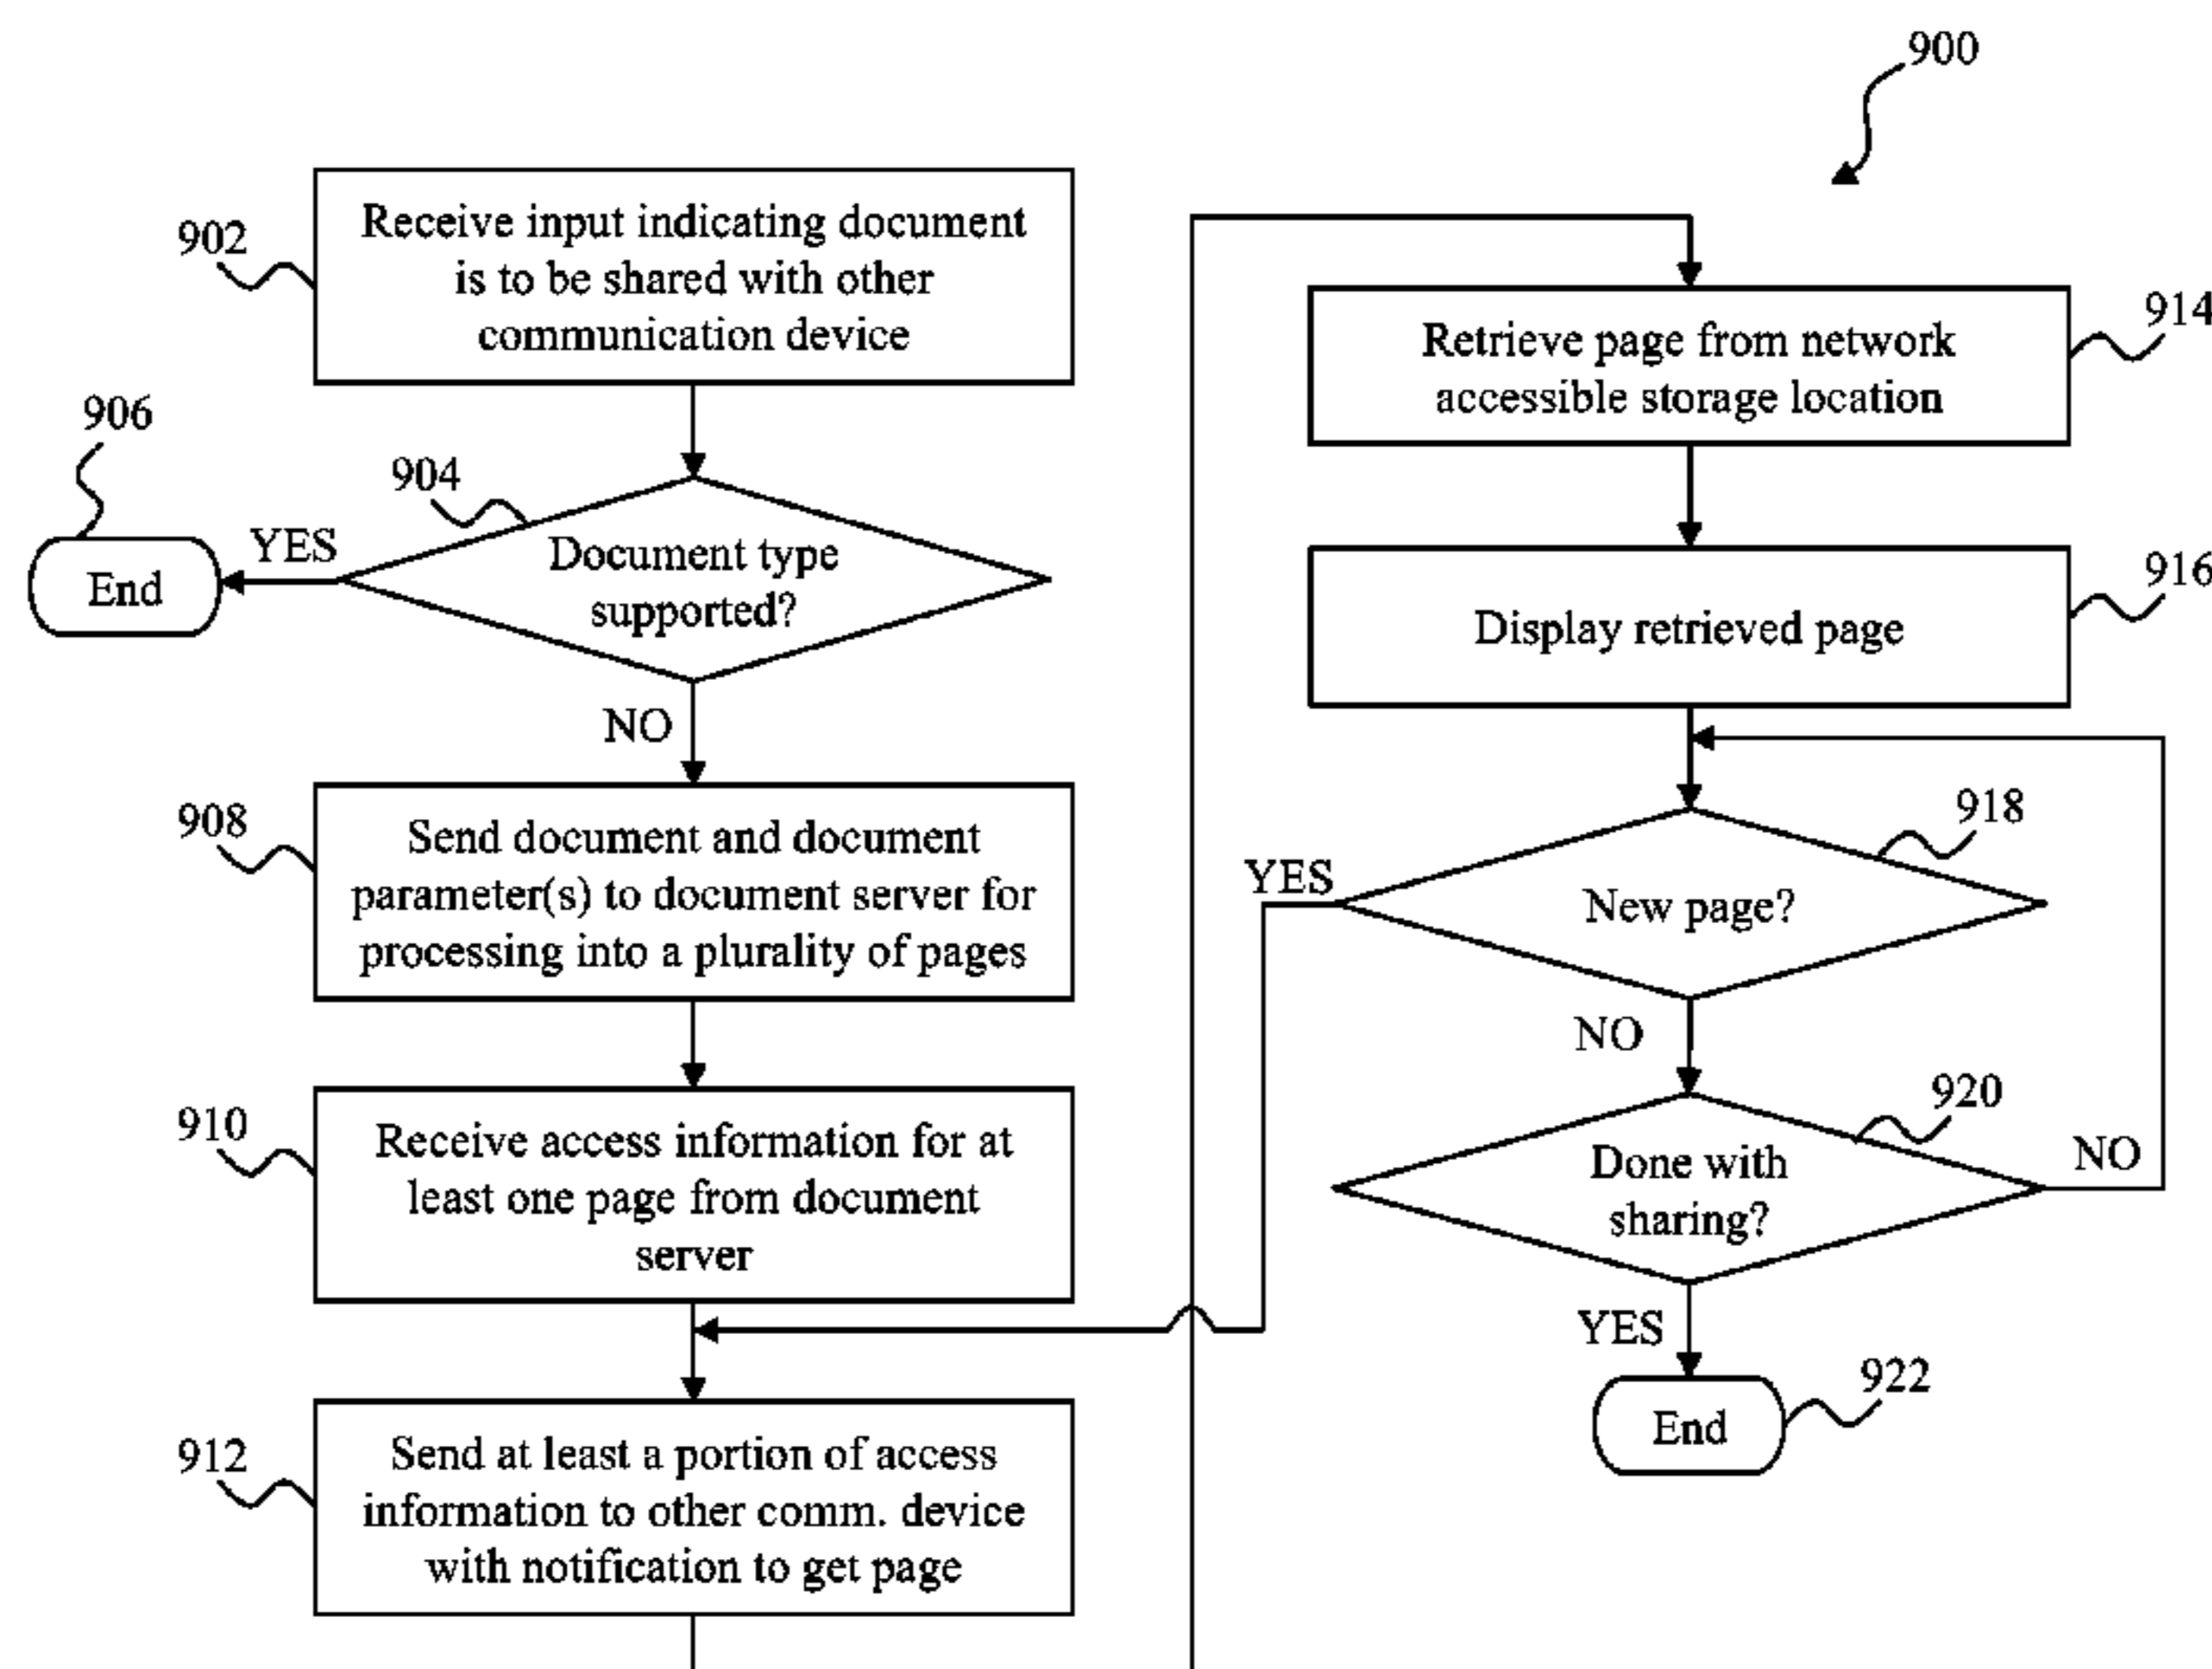 900
902
Receive input indicating document
is to be shared with other
communication device
906
904
End
YES
Document type
supported?
NO
908
Send document and document
parameter(s) to document server for
processing into a plurality of pages
910
Receive access information for at
least one page from document
server
912
Send at least a portion of access
information to other comm. device
with notification to get page
914
Retrieve page from network
accessible storage location
916
Display retrieved page
918
YES
New page?
NO
920
Done with
sharing?
NO
YES
922
End